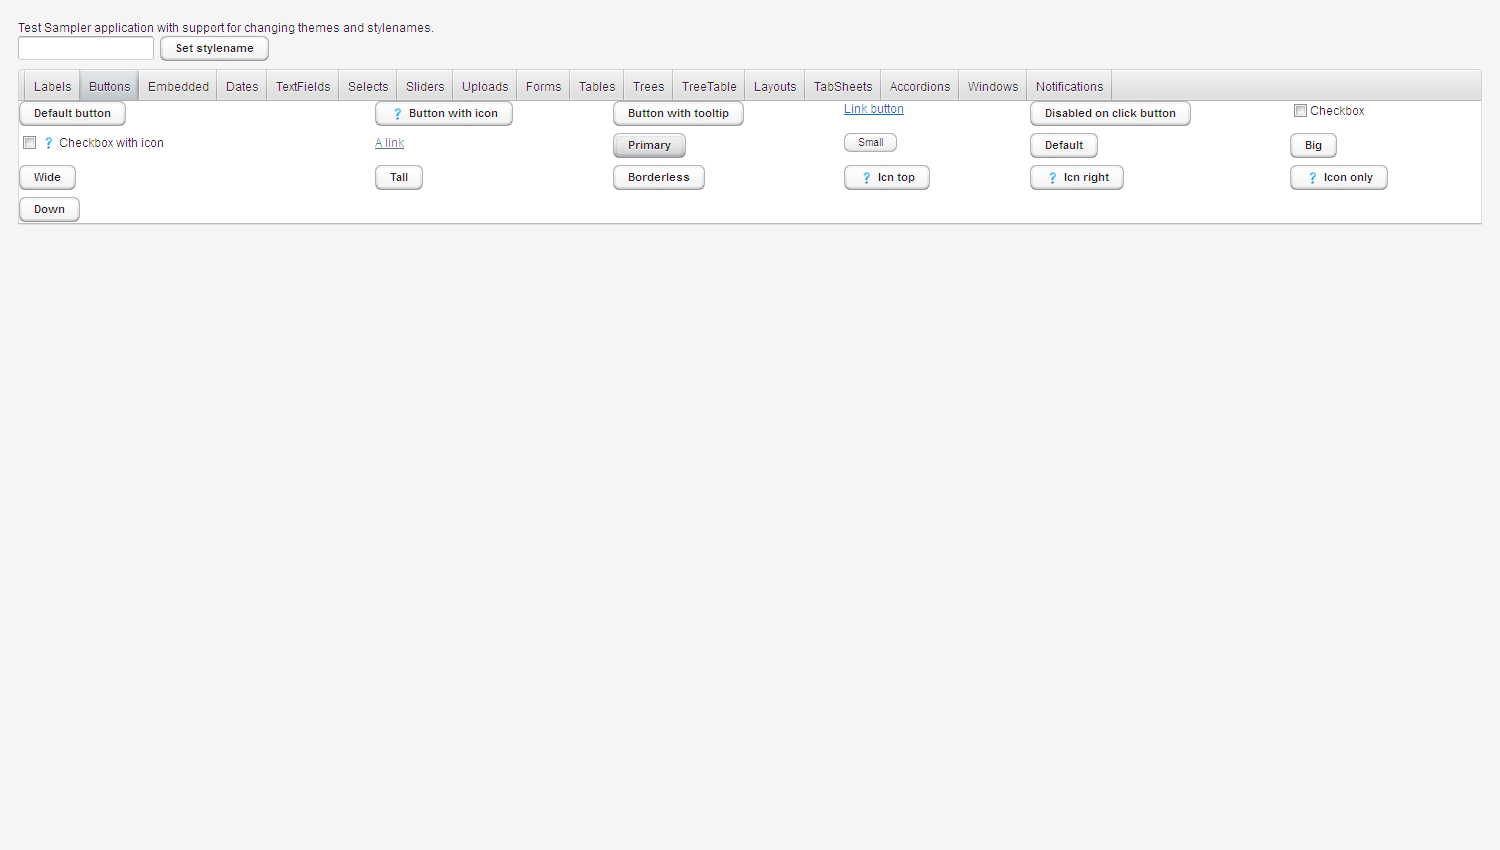 Test Sampler application with support for changing themes and stylenames.
Set stylename
Labels Buttons Embedded Dates TextFields Selects Sliders Uploads Forms Tables Trees TreeTable Layouts TabSheets Accordions Windows Notifications
Default button ? Button with icon Button with tooltip Link button Disabled on click button Checkbox
? Checkbox with icon A link Primary Small Default Big
Wide Tall Borderless ? Icn top ? Icn right ? Icon only
Down